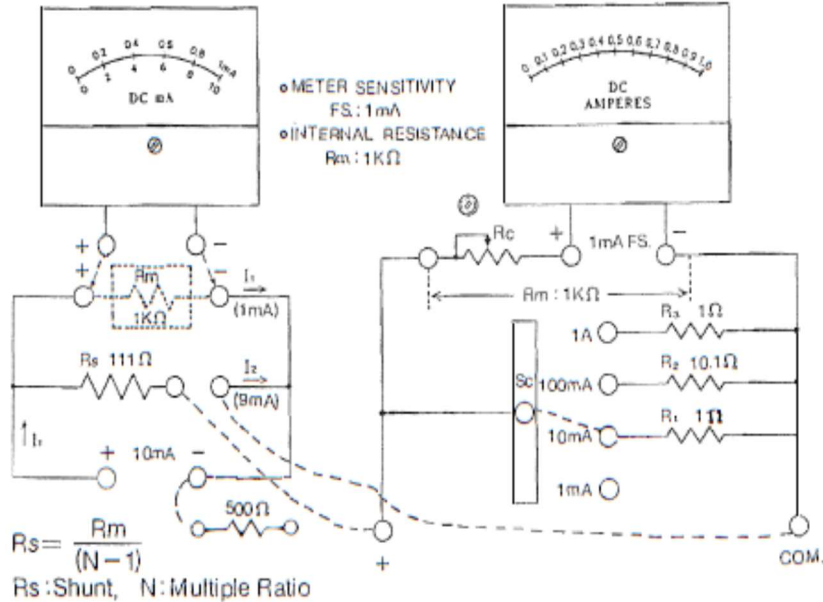 0 0.2 0.4 0.5 0.8 1mA
0 2 4 6 8 10
DC mA
o METER SENSITIVITY
FS.: 1mA
o INTERNAL RESISTANCE
Rm : 1KΩ
0 0.1 0.2 0.3 0.4 0.5 0.6 0.7 0.8 0.9 1.0
DC
AMPERES
+ -
+ -
Rm
1KΩ
I₁
(1mA)
Rs 111Ω
I₂
(9mA)
I₁
+ 10mA -
500Ω
Rs = Rm
(N-1)
Rs : Shunt, N : Multiple Ratio
Rc
+ 1mA FS. -
Rm : 1KΩ
Sc
1A
R₃ 1Ω
100mA
R₂ 10.1Ω
10mA
R₁ 11Ω
1mA
+
COM.